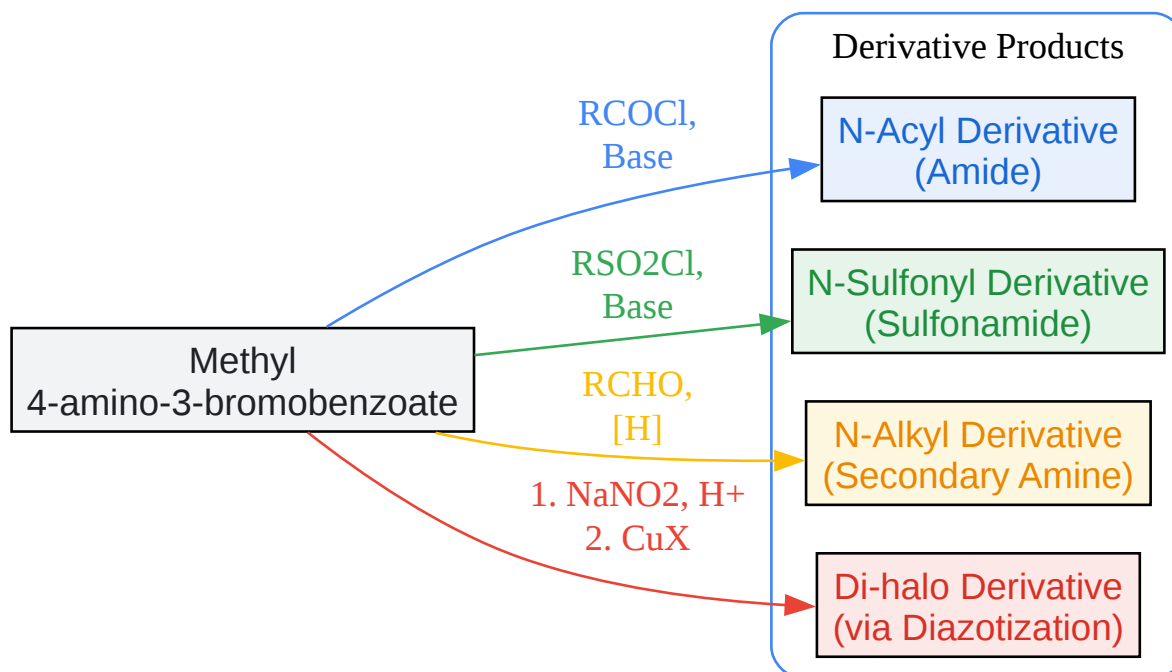 Derivative Products
RCOCl,
Base
N-Acyl Derivative
(Amide)
RSO2Cl,
Base
N-Sulfonyl Derivative
(Sulfonamide)
Methyl
4-amino-3-bromobenzoate
RCHO,
[H]
N-Alkyl Derivative
(Secondary Amine)
1. NaNO2, H+
2. CuX
Di-halo Derivative
(via Diazotization)